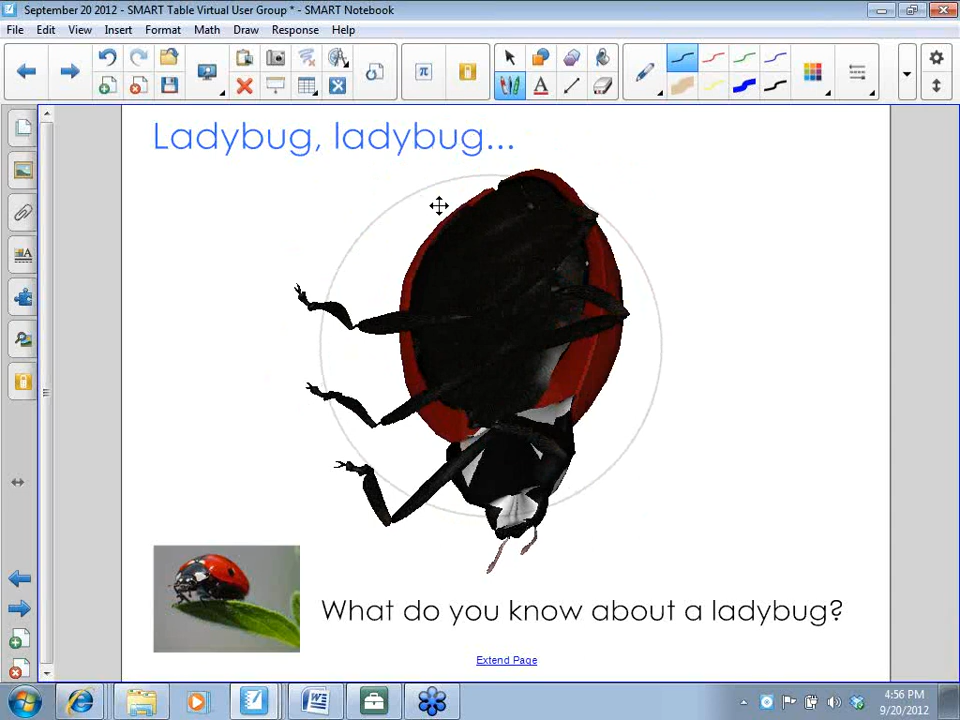 September 20 2012 - SMART Table Virtual User Group * - SMART Notebook
File Edit View Insert Format Math Draw Response Help
Ladybug, ladybug...
What do you know about a ladybug?
Extend Page
4:56 PM
9/20/2012